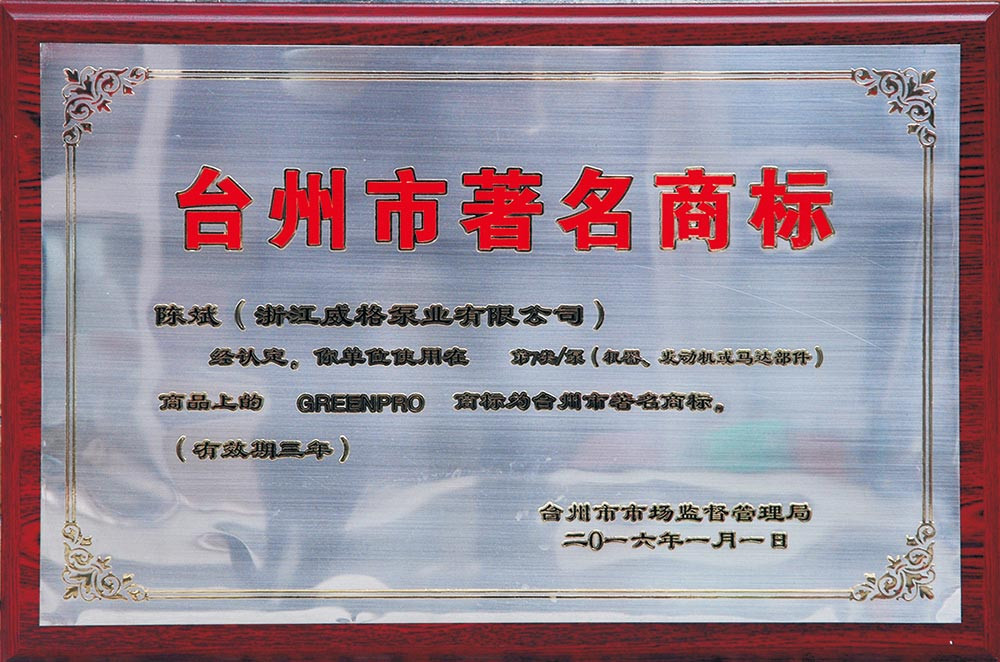 台州市著名商标
陈斌（浙江威格泵业有限公司）
经认定，你单位使用在 第7类/泵（机器、发动机或马达部件）
商品上的 GREENPRO 商标为台州市著名商标。
（有效期三年）
台州市市场监督管理局
二〇一六年一月一日